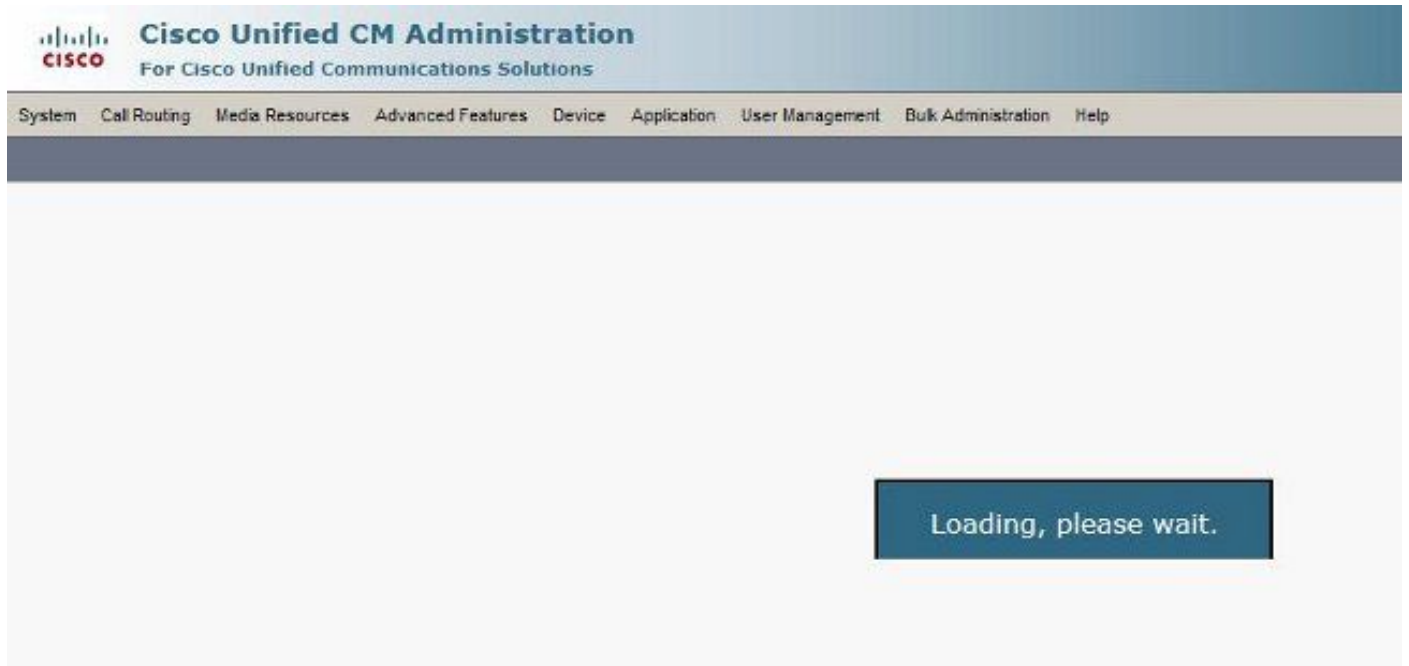 Cisco Unified CM Administration
CISCO
For Cisco Unified Communications Solutions
System Call Routing Media Resources Advanced Features Device Application User Management Bulk Administration Help
Loading, please wait.